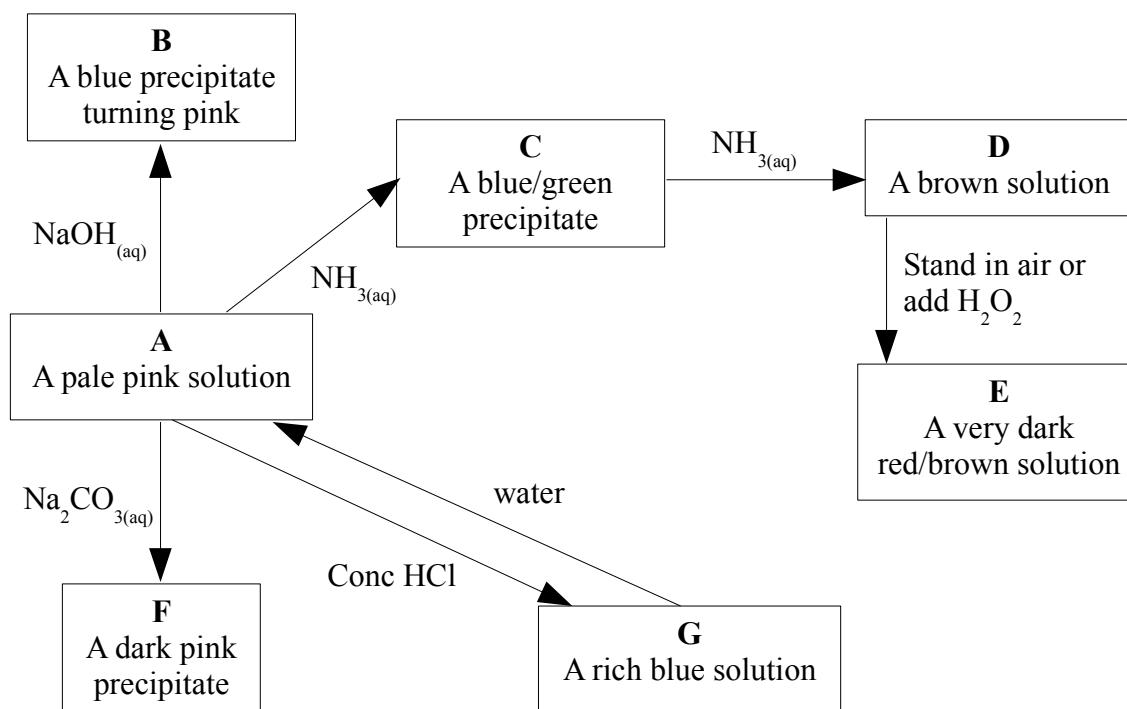 B
A blue precipitate
turning pink
NaOH(aq)
C
A blue/green
precipitate
NH3(aq)
NH3(aq)
D
A brown solution
Stand in air or
add H2O2
E
A very dark
red/brown solution
A
A pale pink solution
Na2CO3(aq)
F
A dark pink
precipitate
water
Conc HCl
G
A rich blue solution